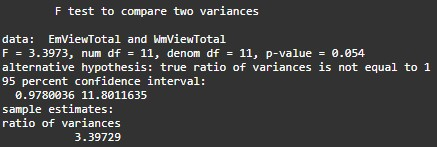 F test to compare two variances
data: EmViewTotal and WmViewTotal
F = 3.3973, num df = 11, denom df = 11, p-value = 0.054
alternative hypothesis: true ratio of variances is not equal to 1
95 percent confidence interval:
0.9780036 11.8011635
sample estimates:
ratio of variances
3.39729